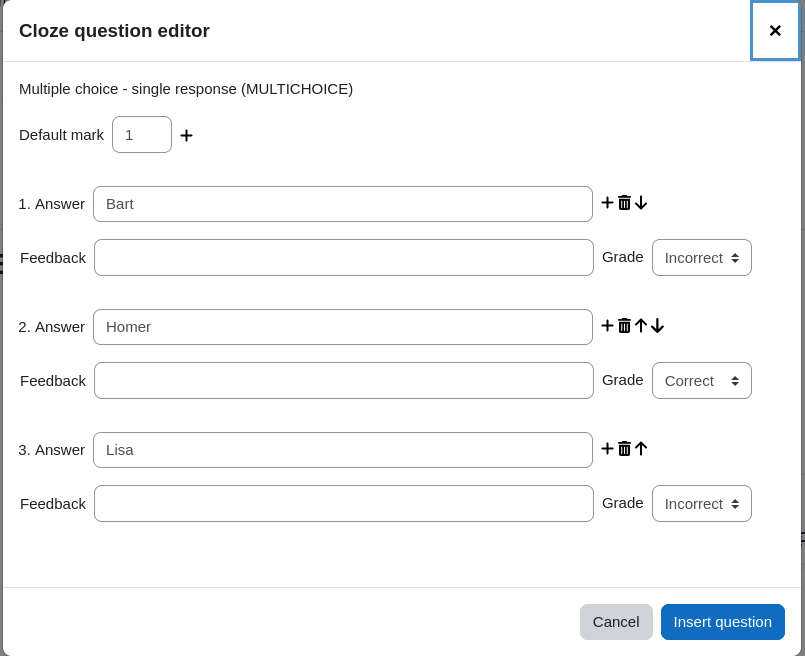 Cloze question editor
×
Multiple choice - single response (MULTICHOICE)
Default mark 1
1. Answer Bart
Feedback Grade Incorrect
2. Answer Homer
Feedback Grade Correct
3. Answer Lisa
Feedback Grade Incorrect
Cancel Insert question